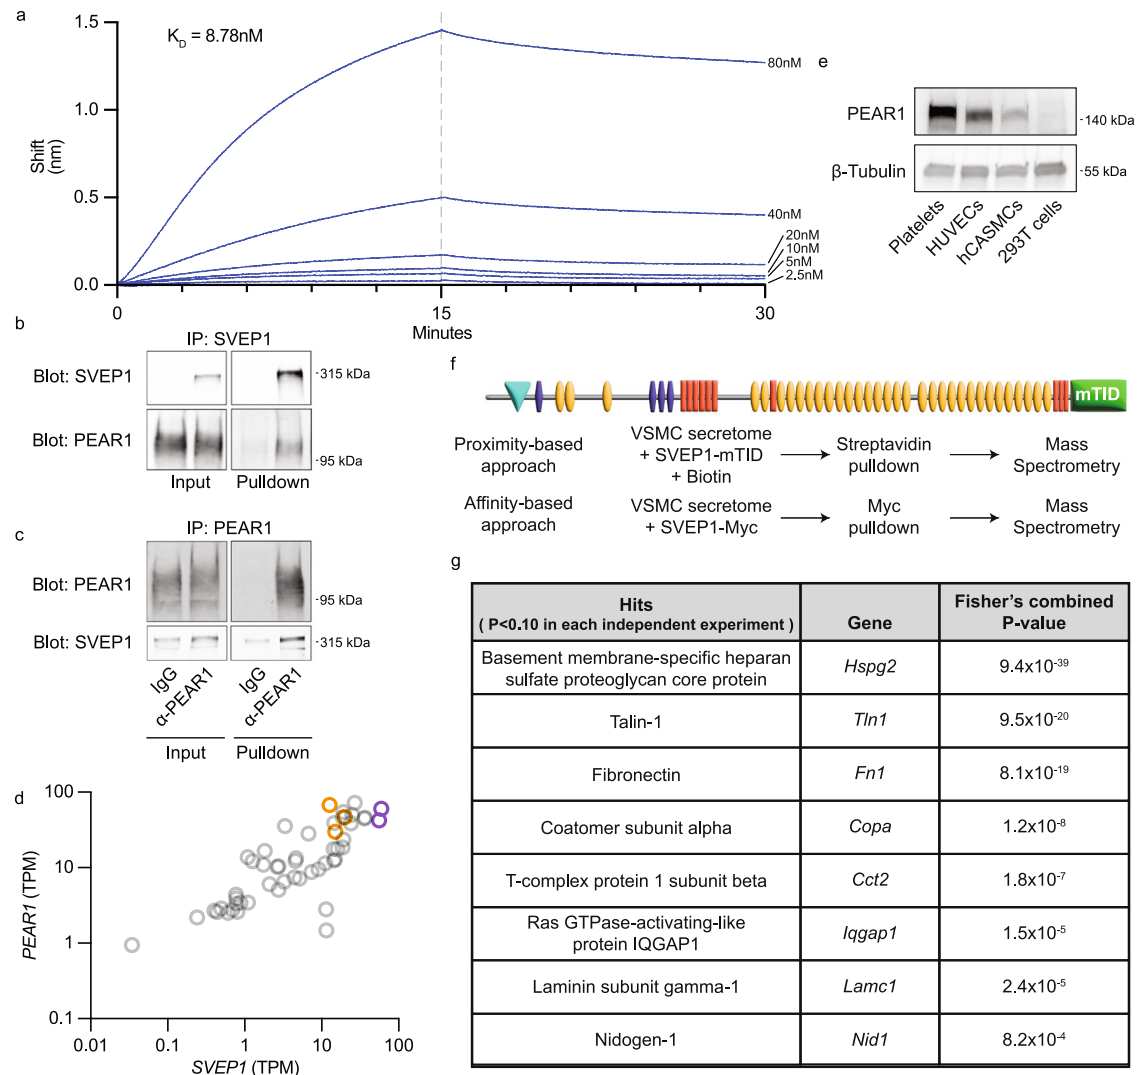 a
K_D = 8.78nM
Shift
(nm)
1.5
1.0
0.5
0.0
0
15
30
Minutes
80nM
40nM
20nM
10nM
5nM
2.5nM
b
IP: SVEP1
Blot: SVEP1
-315 kDa
Blot: PEAR1
-95 kDa
Input
Pulldown
c
IP: PEAR1
Blot: PEAR1
-95 kDa
Blot: SVEP1
-315 kDa
IgG
α-PEAR1
IgG
α-PEAR1
Input
Pulldown
d
PEAR1 (TPM)
100
10
1
0.1
0.01
0.1
1
10
100
SVEP1 (TPM)
e
PEAR1
-140 kDa
β-Tubulin
-55 kDa
Platelets
HUVECs
hCASMCs
293T cells
f
mTID
Proximity-based
approach
VSMC secretome
+ SVEP1-mTID
+ Biotin
Streptavidin
pulldown
Mass
Spectrometry
Affinity-based
approach
VSMC secretome
+ SVEP1-Myc
Myc
pulldown
Mass
Spectrometry
g
Hits
( P<0.10 in each independent experiment )
Gene
Fisher's combined
P-value
Basement membrane-specific heparan
sulfate proteoglycan core protein
Hspg2
9.4x10⁻³⁹
Talin-1
Tln1
9.5x10⁻²⁰
Fibronectin
Fn1
8.1x10⁻¹⁹
Coatomer subunit alpha
Copa
1.2x10⁻⁸
T-complex protein 1 subunit beta
Cct2
1.8x10⁻⁷
Ras GTPase-activating-like
protein IQGAP1
Iqgap1
1.5x10⁻⁵
Laminin subunit gamma-1
Lamc1
2.4x10⁻⁵
Nidogen-1
Nid1
8.2x10⁻⁴